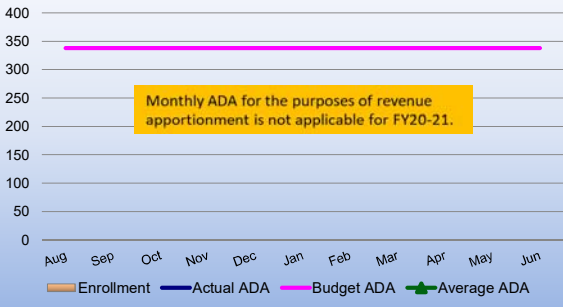 400
350
300
250
200
150
100
50
0
Monthly ADA for the purposes of revenue
apportionment is not applicable for FY20-21.
Aug Sep Oct Nov Dec Jan Feb Mar Apr May Jun
Enrollment Actual ADA Budget ADA Average ADA